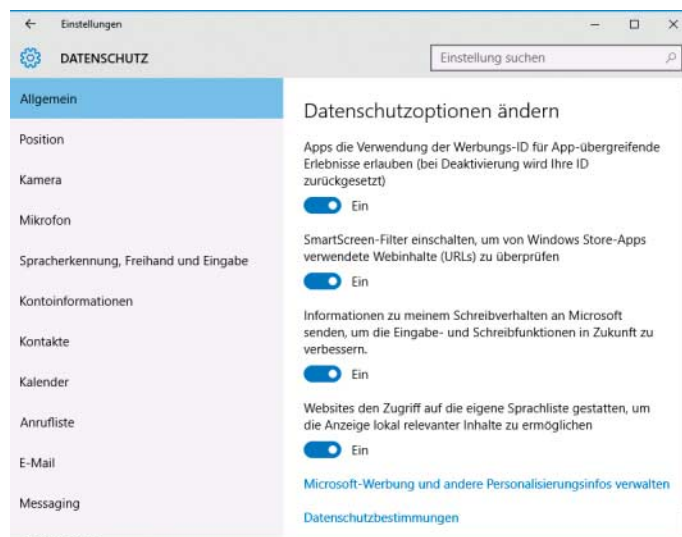 Einstellungen
DATENSCHUTZ
Einstellung suchen
Allgemein
Position
Kamera
Mikrofon
Spracherkennung, Freihand und Eingabe
Kontoinformationen
Kontakte
Kalender
Anrufliste
E-Mail
Messaging
Datenschutzoptionen ändern
Apps die Verwendung der Werbungs-ID für App-übergreifende
Erlebnisse erlauben (bei Deaktivierung wird Ihre ID
zurückgesetzt)
Ein
SmartScreen-Filter einschalten, um von Windows Store-Apps
verwendete Webinhalte (URLs) zu überprüfen
Ein
Informationen zu meinem Schreibverhalten an Microsoft
senden, um die Eingabe- und Schreibfunktionen in Zukunft zu
verbessern.
Ein
Websites den Zugriff auf die eigene Sprachliste gestatten, um
die Anzeige lokal relevanter Inhalte zu ermöglichen
Ein
Microsoft-Werbung und andere Personalisierungsinfos verwalten
Datenschutzbestimmungen